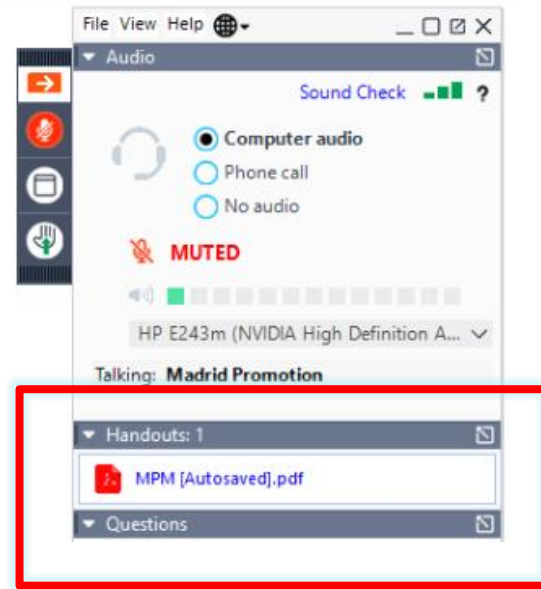 File View Help
Audio
Sound Check ?
Computer audio
Phone call
No audio
MUTED
HP E243m (NVIDIA High Definition A...
Talking: Madrid Promotion
Handouts: 1
MPM [Autosaved].pdf
Questions